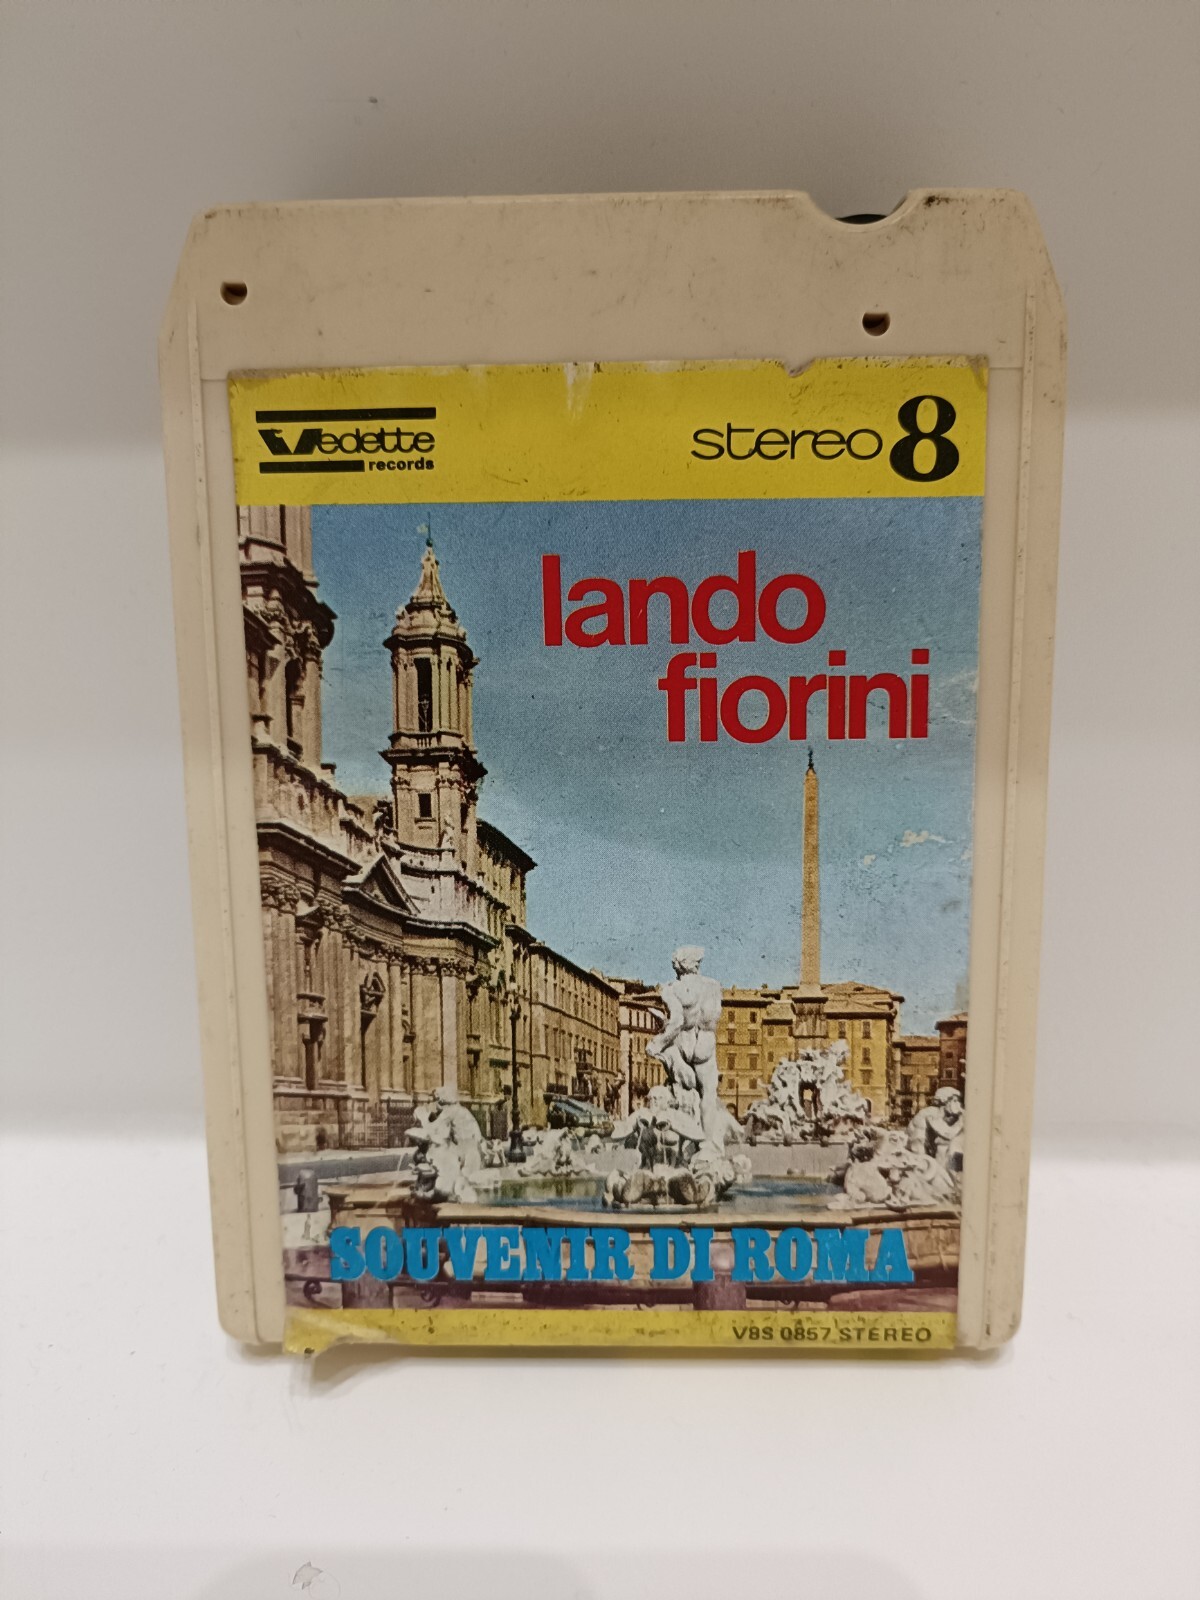 Vedette
records
stereo 8
lando
fiorini
SOUVENIR DI ROMA
V8S 0857 STEREO